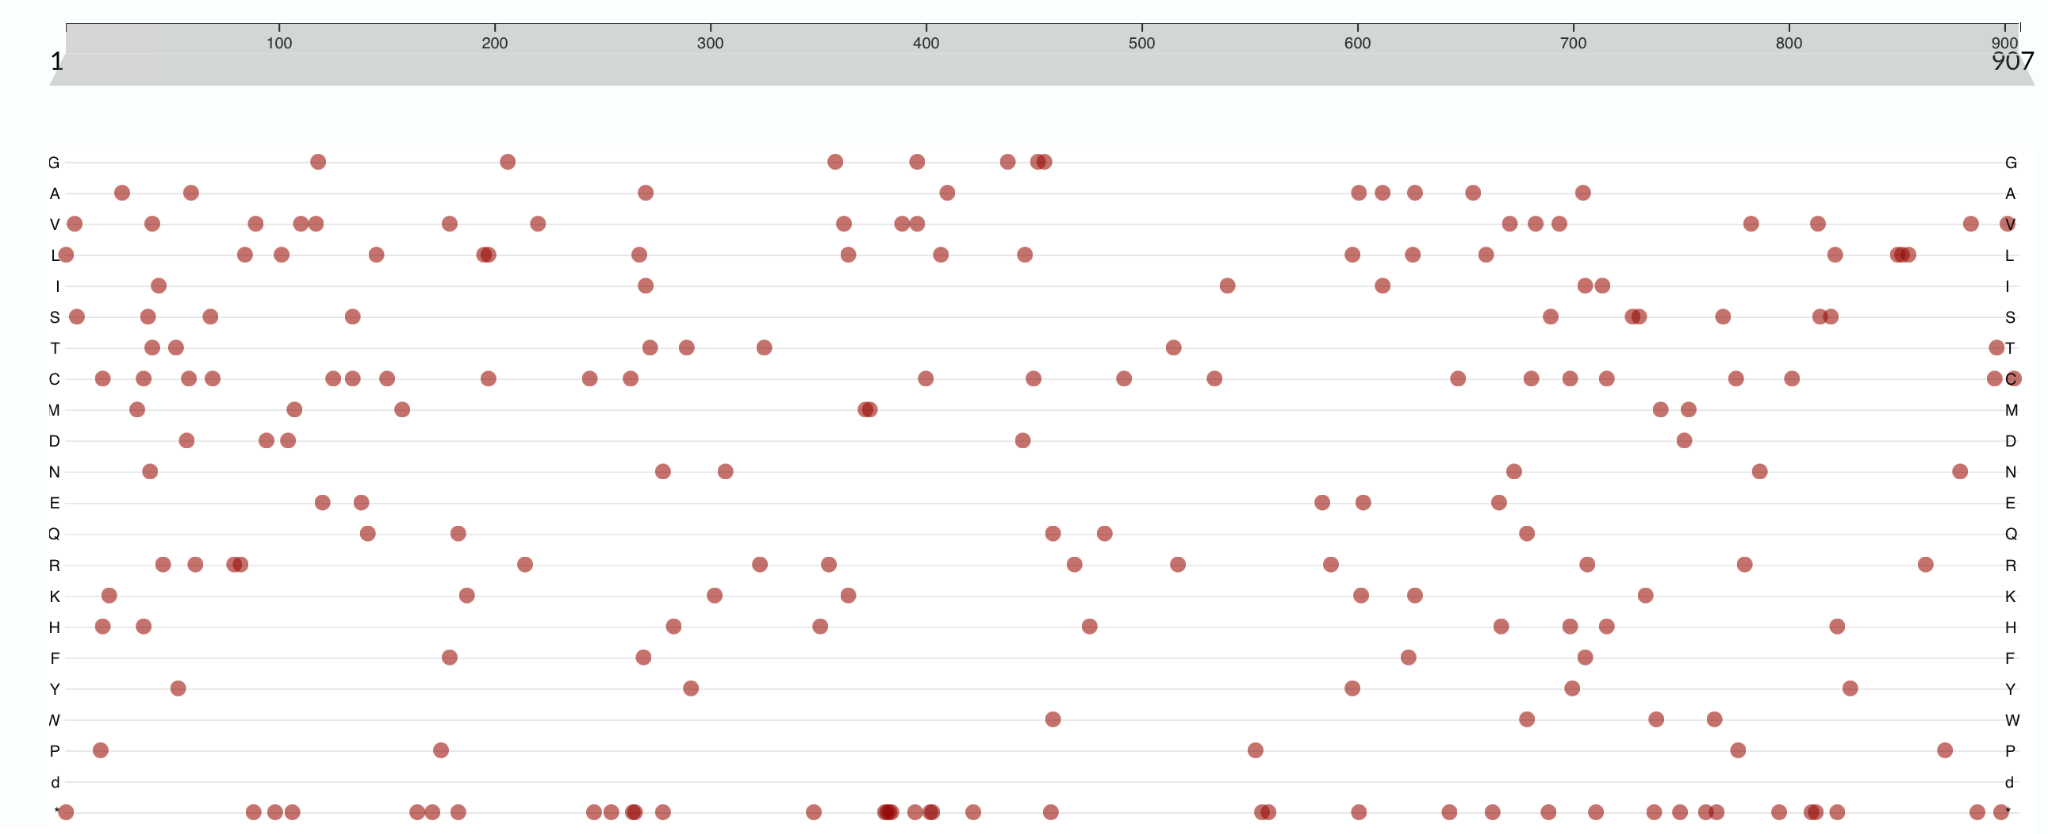 100 200 300 400 500 600 700 800 900
1 907
G G
A A
V V
L L
I I
S S
T T
C C
M M
D D
N N
E E
Q Q
R R
K K
H H
F F
Y Y
W W
P P
d d
* *